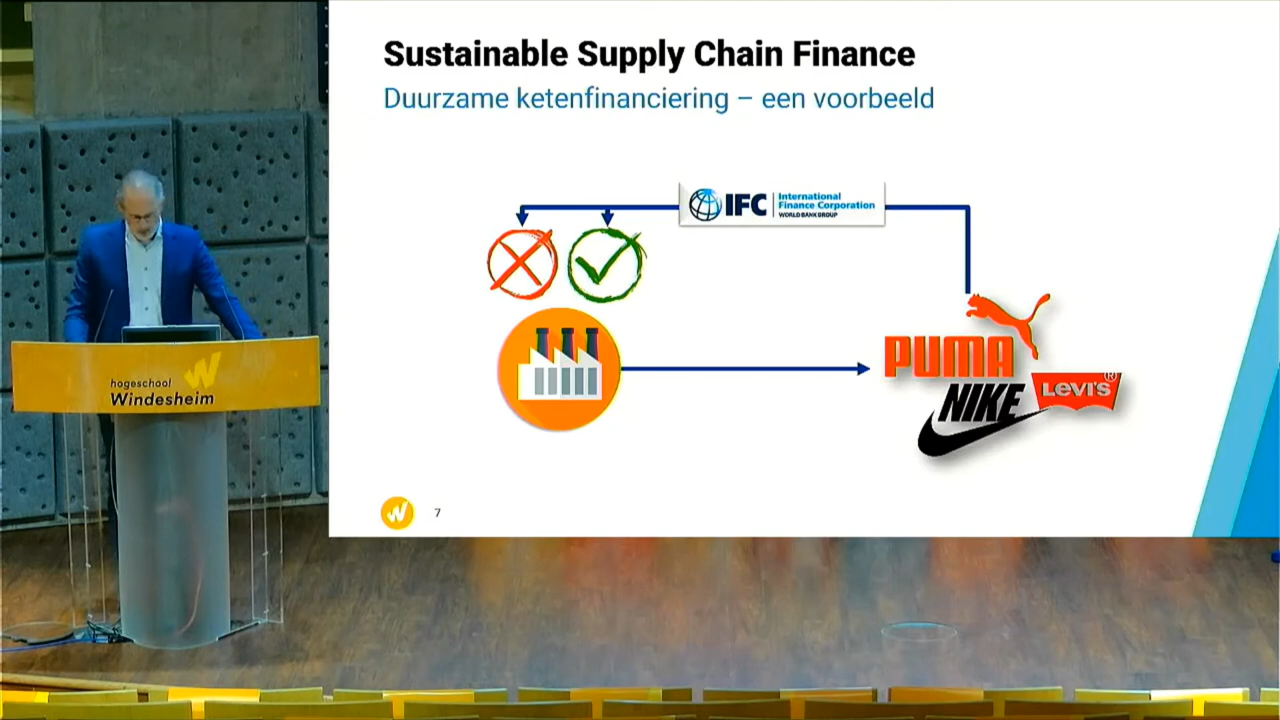 Sustainable Supply Chain Finance
Duurzame ketenfinanciering – een voorbeeld
IFC
International
Finance Corporation
WORLD BANK GROUP
PUMA
NIKE
LEVI'S®
hogeschool
Windesheim
7